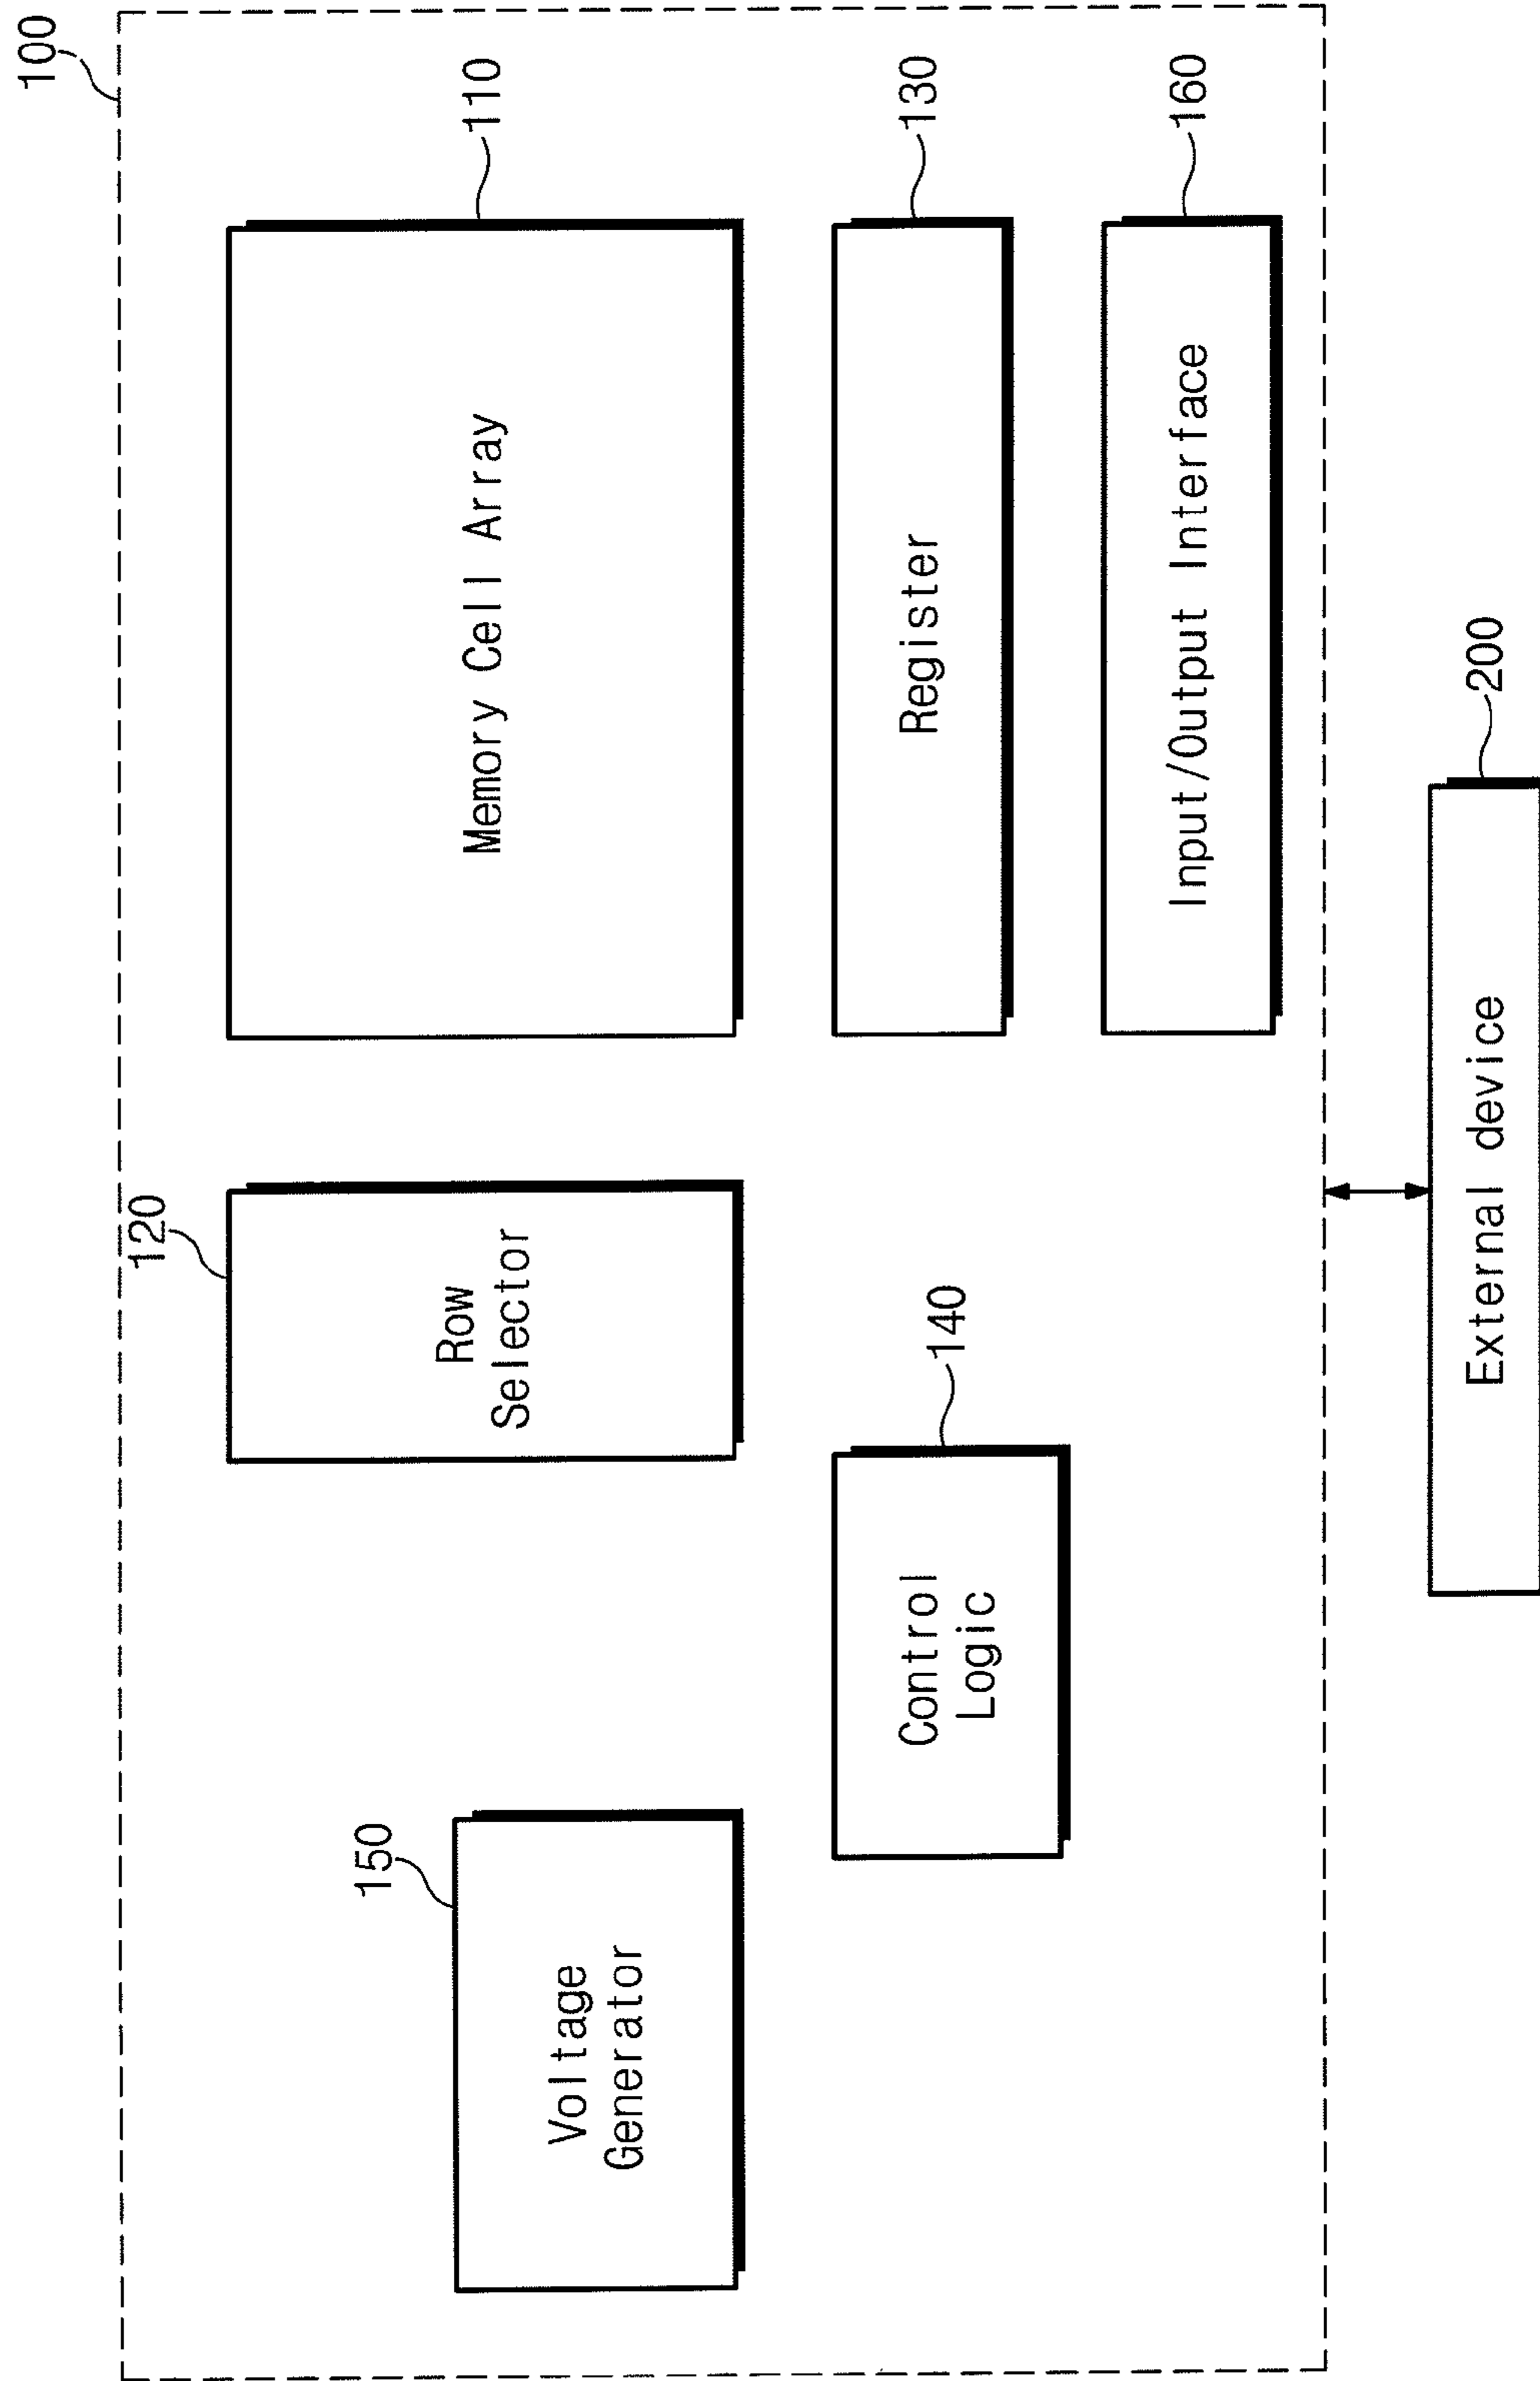 100
120
Row
Selector
Memory Cell Array
110
150
Voltage
Generator
Control
Logic
140
Register
130
Input/Output Interface
160
External device
200